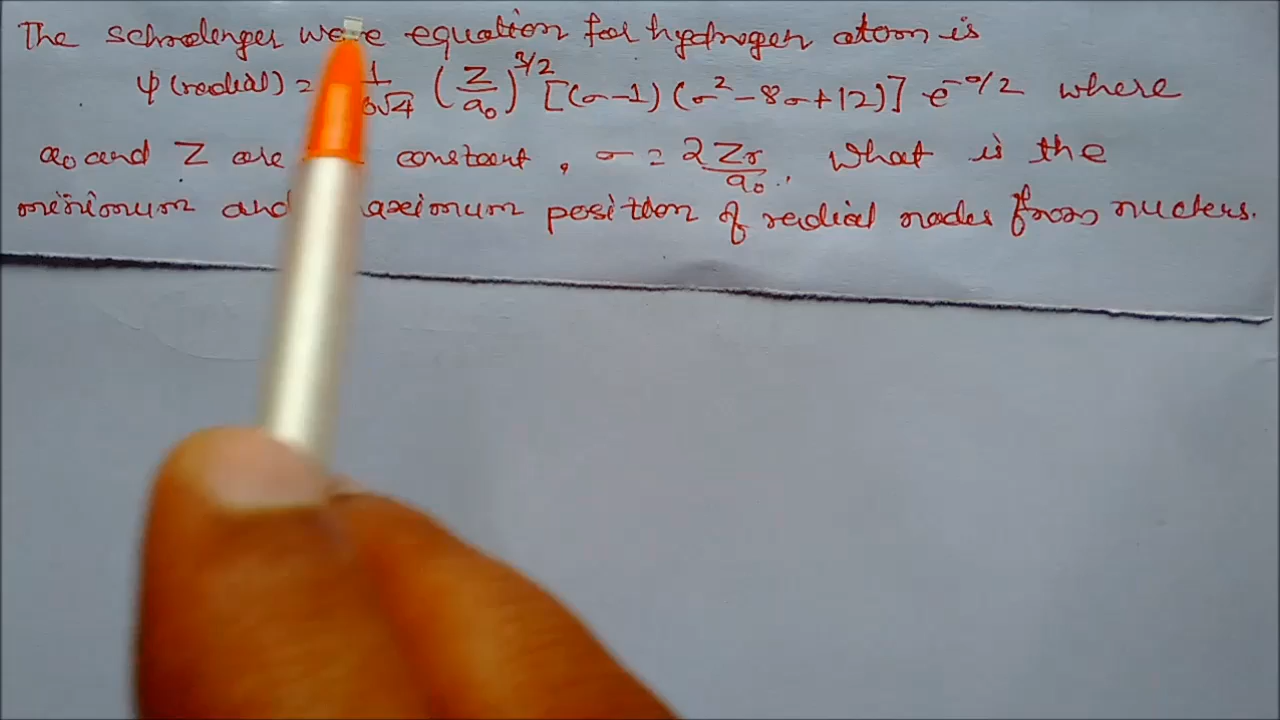 The schrodenger wave equation for hydrogen atom is
ψ (radial) = 1/√4 (Z/a₀)^3/2 [(σ-1) (σ² - 8σ + 12)] e^-σ/2 where
a₀ and Z are constant, σ = 2Zr/a₀. What is the
minimum and maximum position of radial nodes from nucleus.